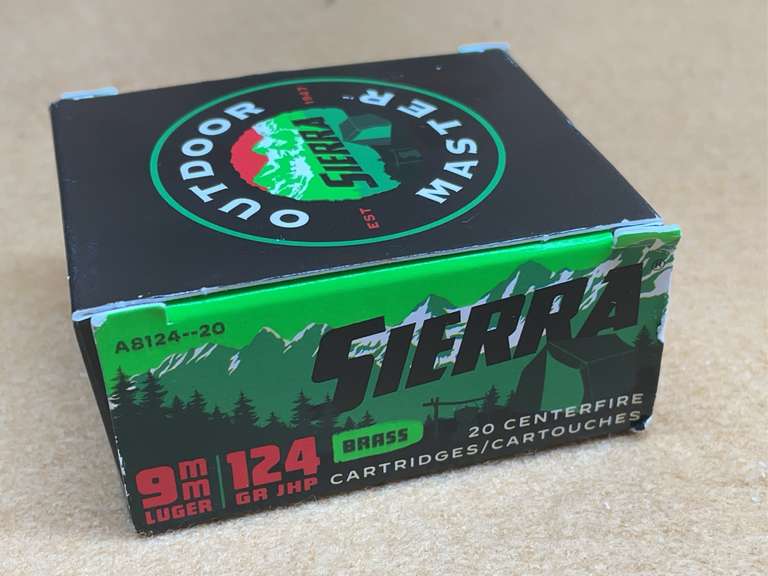 OUTDOOR
MASTER
SIERRA
EST
1947
A8124--20
SIERRA®
BRASS
20 CENTERFIRE
CARTRIDGES/CARTOUCHES
9mm
LUGER
124
GR JHP